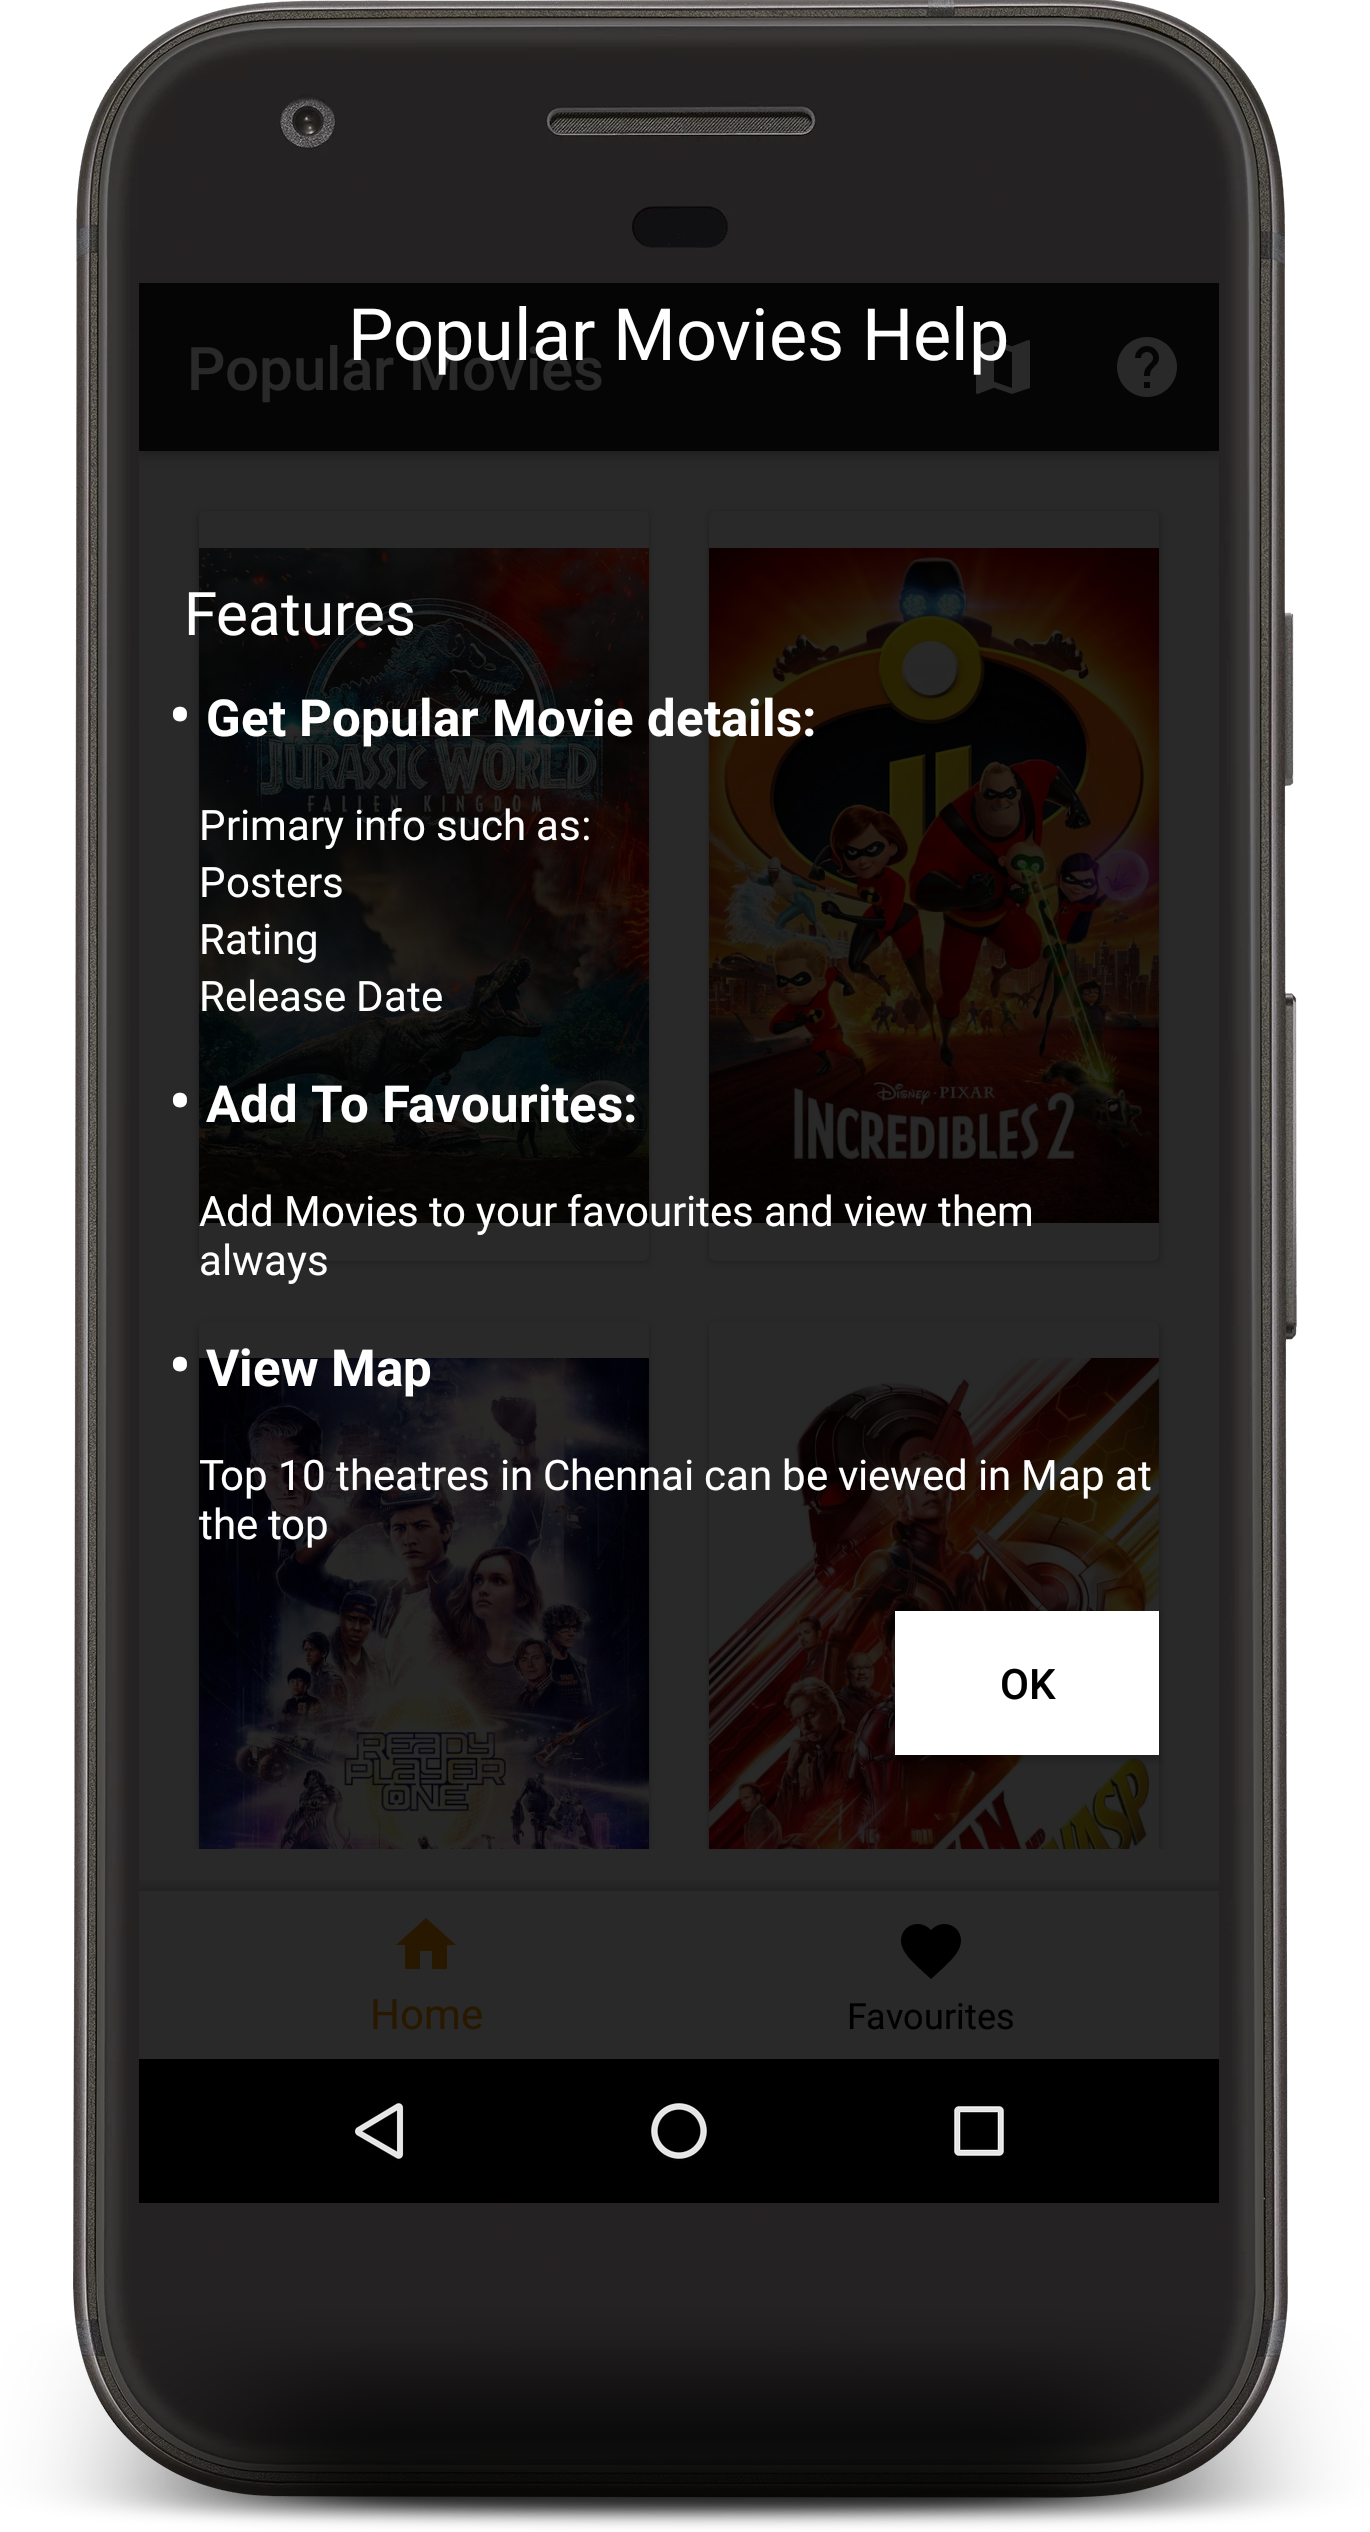 Popular Movies Help
Popular Movies
Features
• Get Popular Movie details:
JURASSIC WORLD
FALLEN KINGDOM
Primary info such as:
Posters
Rating
Release Date
• Add To Favourites:
Disney · PIXAR
INCREDIBLES 2
Add Movies to your favourites and view them
always
• View Map
Top 10 theatres in Chennai can be viewed in Map at
the top
OK
READY
PLAYER
ONE
WASP
Home
Favourites